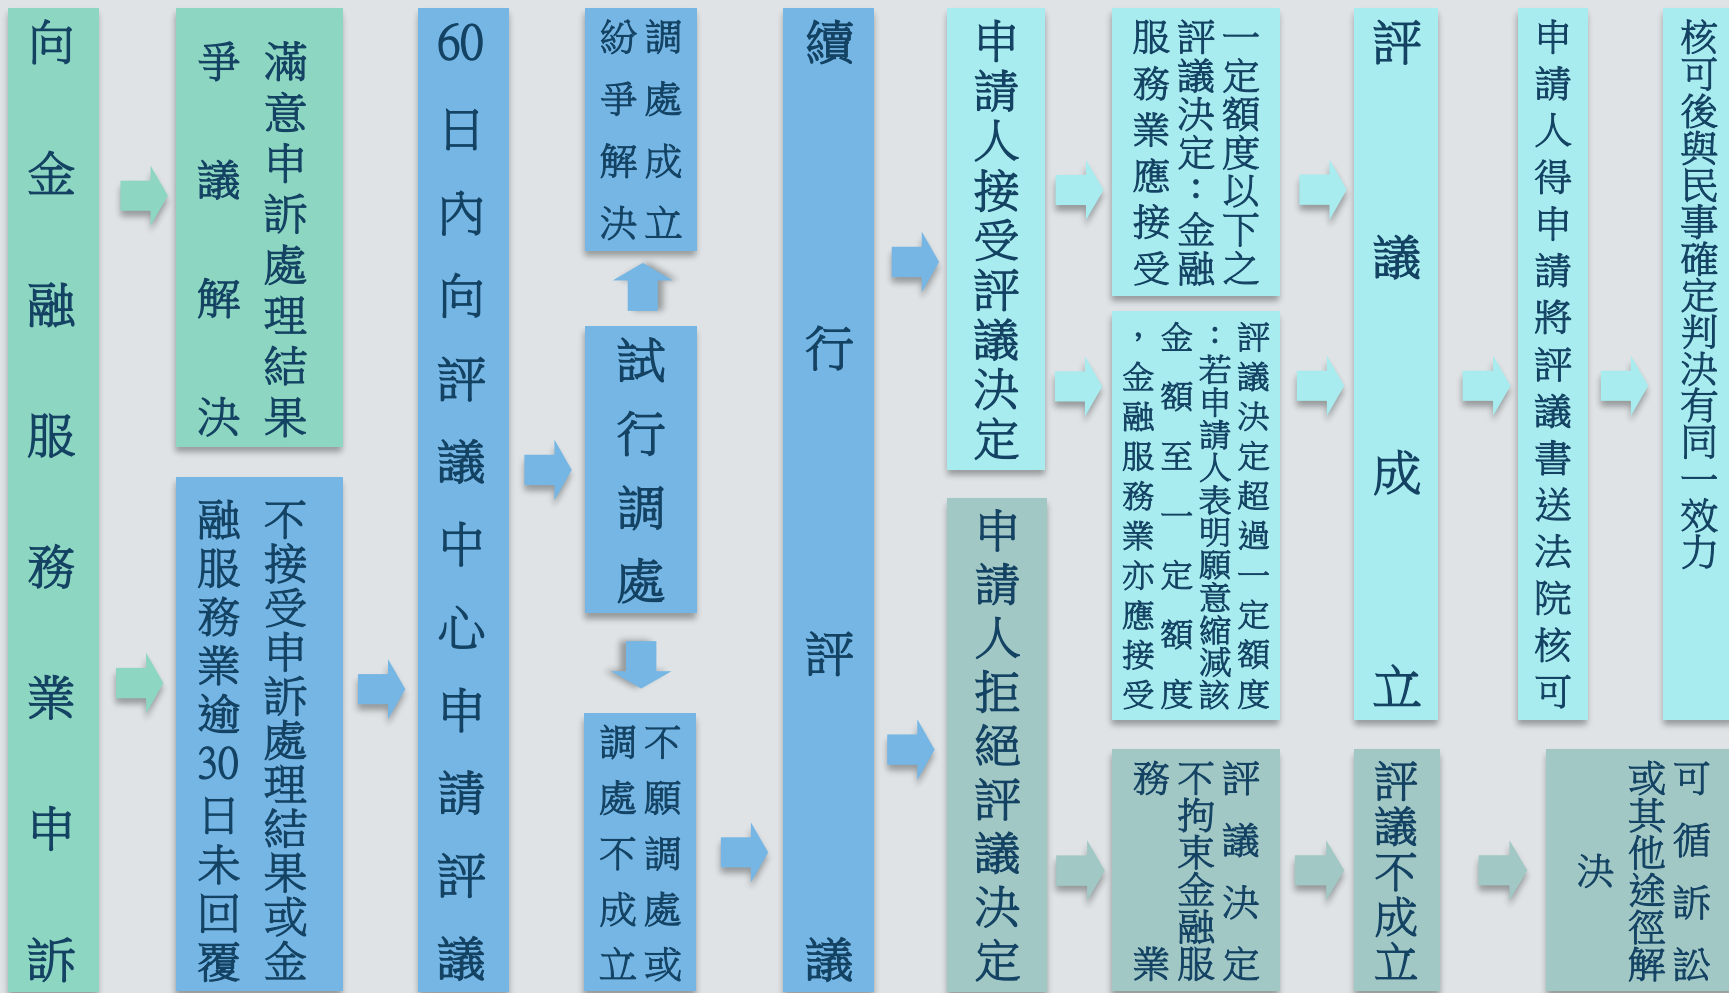 向金融服務業申訴
滿意申訴處理結果
爭議解決
不接受申訴處理結果或金
融服務業逾30日未回覆
60日內向評議中心申請評議
調處成立
紛爭解決
試行調處
不願調處或
調處不成立
續行評議
申請人接受評議決定
申請人拒絕評議決定
一定額度以下之
評議決定：金融
服務業應接受
評議決定超過一定額度
：若申請人表明願意縮減該
金額至一定額度
，金融服務業亦應接受
評議決定
不拘束金融服
務業
評議成立
評議不成立
申請人得申請將評議書送法院核可
核可後與民事確定判決有同一效力
可循訴訟
或其他途徑解
決